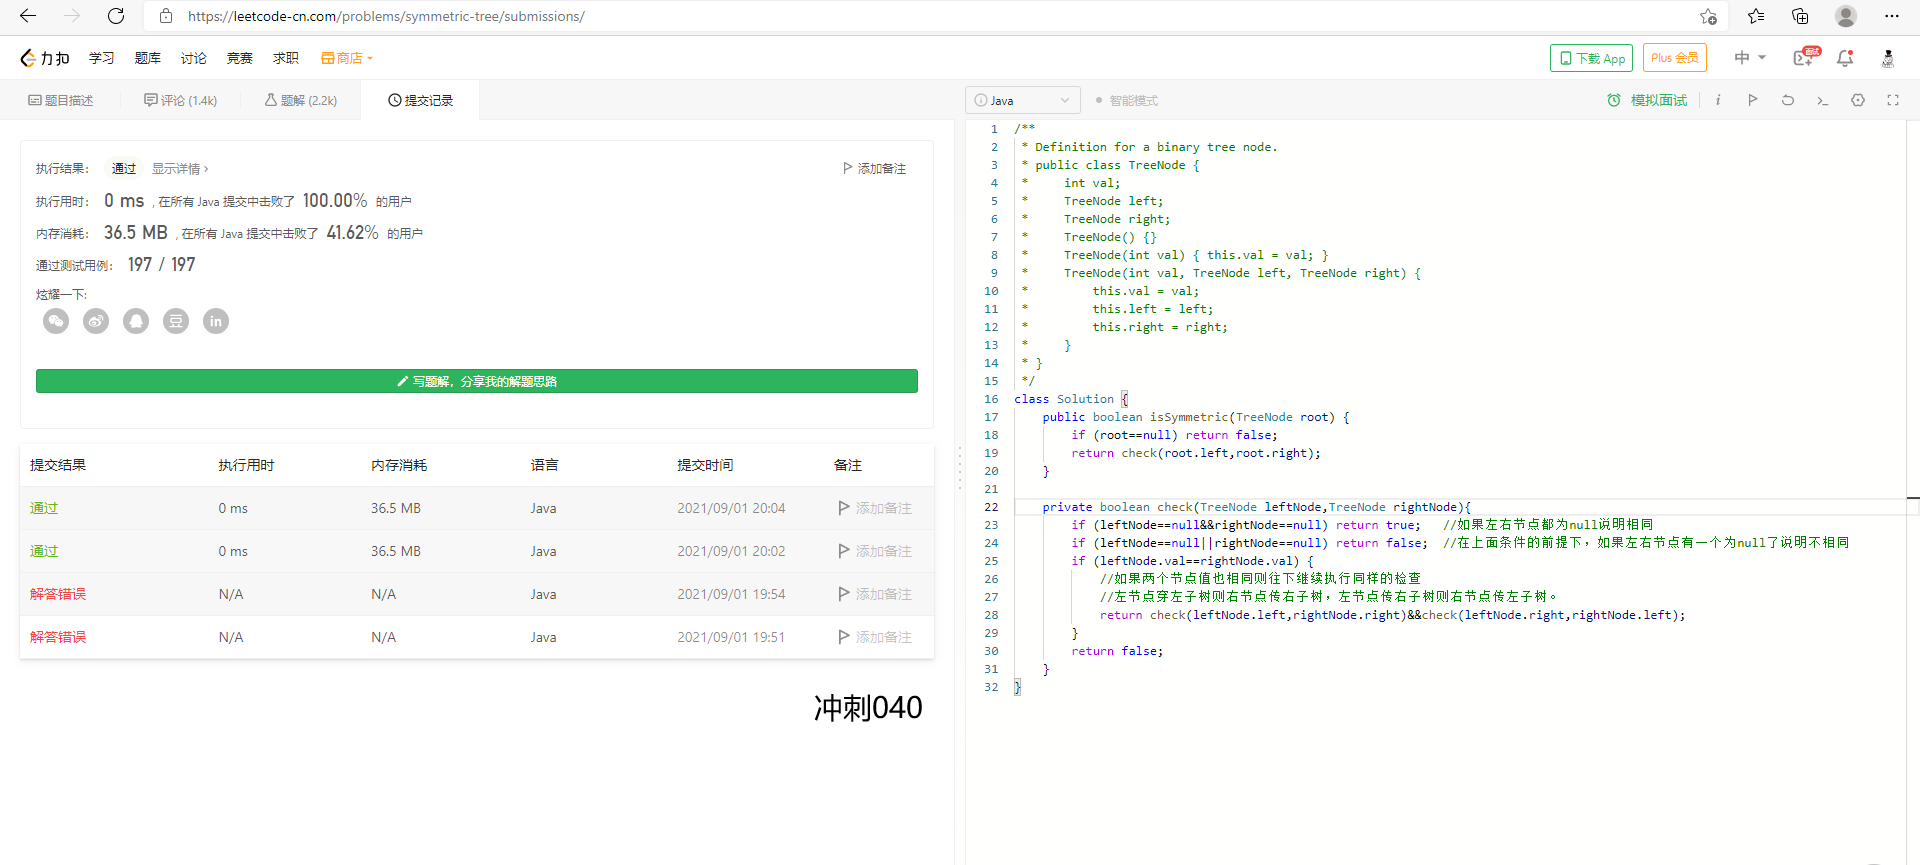 https://leetcode-cn.com/problems/symmetric-tree/submissions/
力扣 学习 题库 讨论 竞赛 求职 商店
下载 App Plus 会员 中 面试
题目描述 评论 (1.4k) 题解 (2.2k) 提交记录
执行结果： 通过 显示详情 › 添加备注
执行用时： 0 ms , 在所有 Java 提交中击败了 100.00% 的用户
内存消耗： 36.5 MB , 在所有 Java 提交中击败了 41.62% 的用户
通过测试用例： 197 / 197
炫耀一下:
豆 in
写题解，分享我的解题思路
提交结果 执行用时 内存消耗 语言 提交时间 备注
通过 0 ms 36.5 MB Java 2021/09/01 20:04 添加备注
通过 0 ms 36.5 MB Java 2021/09/01 20:02 添加备注
解答错误 N/A N/A Java 2021/09/01 19:54 添加备注
解答错误 N/A N/A Java 2021/09/01 19:51 添加备注
冲刺040
Java 智能模式 模拟面试
1 /**
2  * Definition for a binary tree node.
3  * public class TreeNode {
4  *     int val;
5  *     TreeNode left;
6  *     TreeNode right;
7  *     TreeNode() {}
8  *     TreeNode(int val) { this.val = val; }
9  *     TreeNode(int val, TreeNode left, TreeNode right) {
10  *         this.val = val;
11  *         this.left = left;
12  *         this.right = right;
13  *     }
14  * }
15  */
16 class Solution {
17     public boolean isSymmetric(TreeNode root) {
18         if (root==null) return false;
19         return check(root.left,root.right);
20     }
21
22     private boolean check(TreeNode leftNode,TreeNode rightNode){
23         if (leftNode==null&&rightNode==null) return true;   //如果左右节点都为null说明相同
24         if (leftNode==null||rightNode==null) return false;  //在上面条件的前提下，如果左右节点有一个为null了说明不相同
25         if (leftNode.val==rightNode.val) {
26             //如果两个节点值也相同则往下继续执行同样的检查
27             //左节点穿左子树则右节点传右子树，左节点传右子树则右节点传左子树。
28             return check(leftNode.left,rightNode.right)&&check(leftNode.right,rightNode.left);
29         }
30         return false;
31     }
32 }